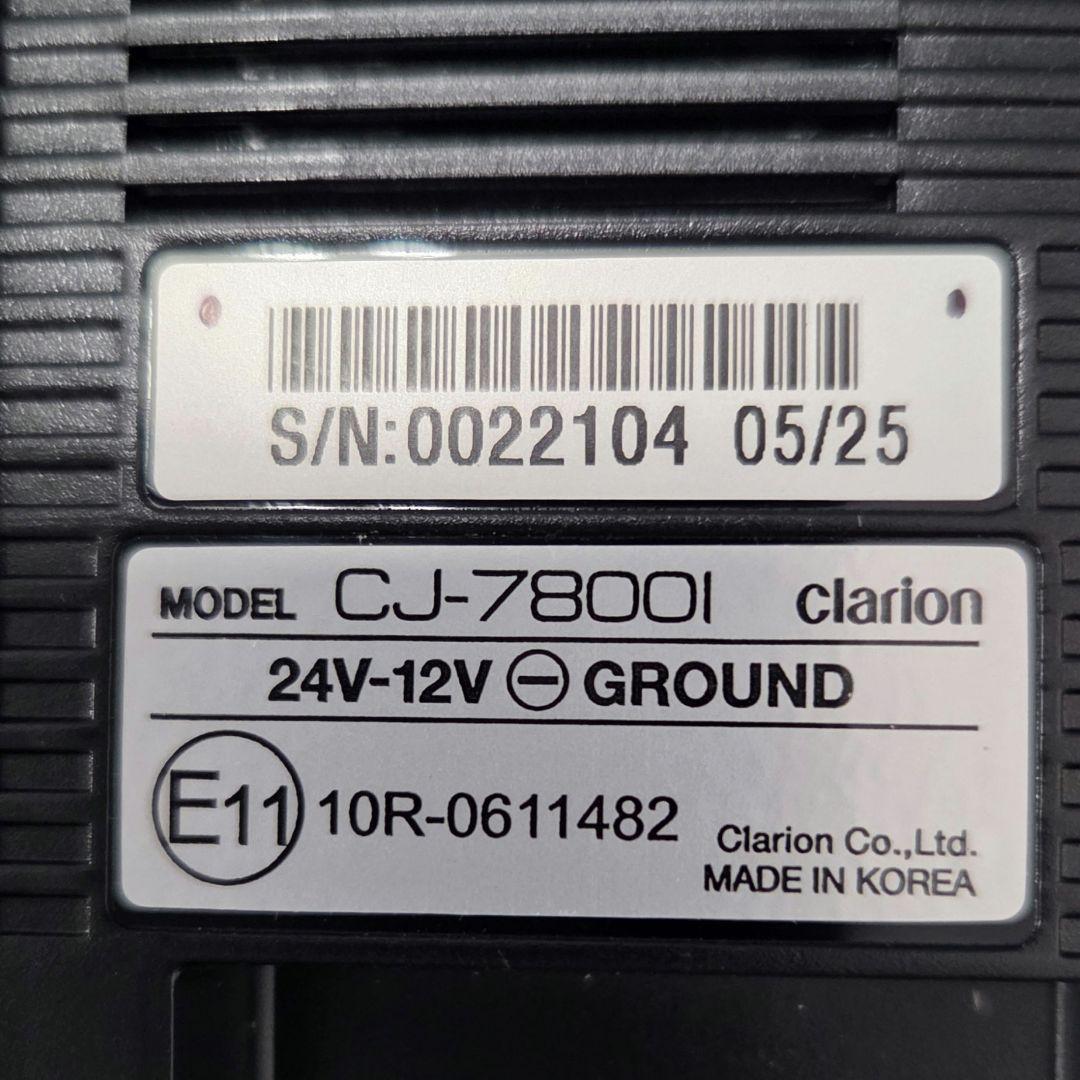 S/N:0022104 05/25
MODEL CJ-7800I clarion
24V-12V ⊖ GROUND
E11 10R-0611482
Clarion Co.,Ltd.
MADE IN KOREA